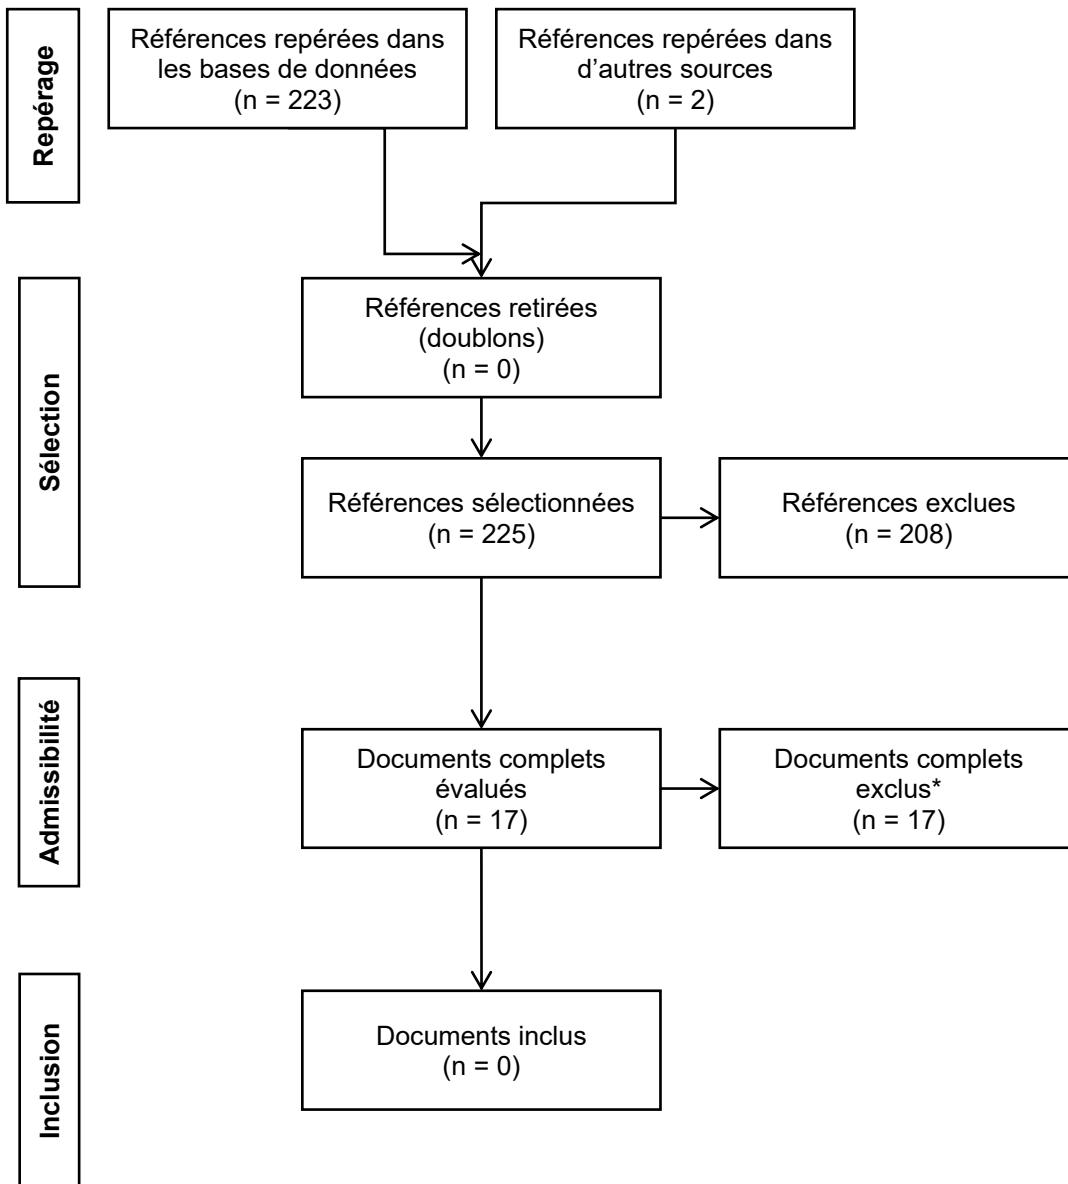 Repérage
Références repérées dans
les bases de données
(n = 223)
Références repérées dans
d’autres sources
(n = 2)
Sélection
Références retirées
(doublons)
(n = 0)
Références sélectionnées
(n = 225)
Références exclues
(n = 208)
Admissibilité
Documents complets
évalués
(n = 17)
Documents complets
exclus*
(n = 17)
Inclusion
Documents inclus
(n = 0)